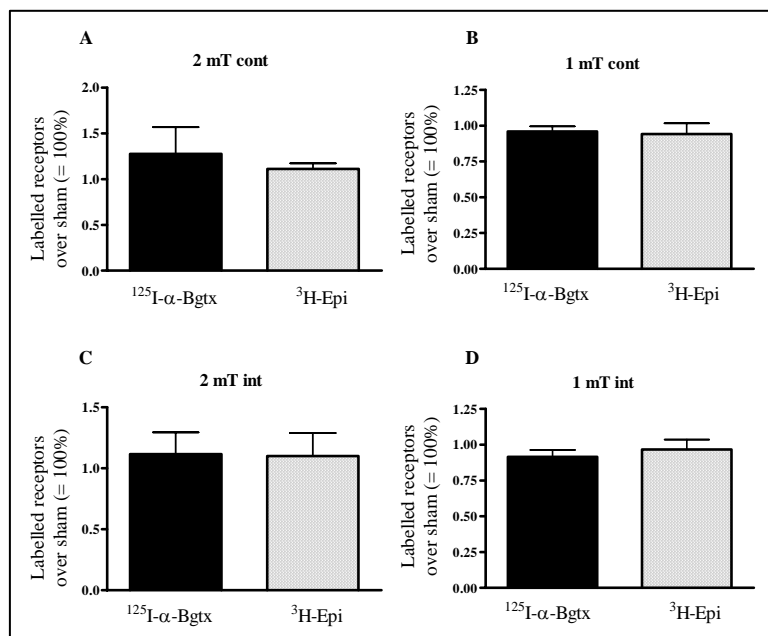 A
2 mT cont
Labelled receptors
over sham (= 100%)
2.0
1.5
1.0
0.5
0.0
¹²⁵I-α-Bgtx
³H-Epi
B
1 mT cont
Labelled receptors
over sham (= 100%)
1.25
1.00
0.75
0.50
0.25
0.00
¹²⁵I-α-Bgtx
³H-Epi
C
2 mT int
Labelled receptors
over sham (= 100%)
1.5
1.0
0.5
0.0
¹²⁵I-α-Bgtx
³H-Epi
D
1 mT int
Labelled receptors
over sham (= 100%)
1.25
1.00
0.75
0.50
0.25
0.00
¹²⁵I-α-Bgtx
³H-Epi